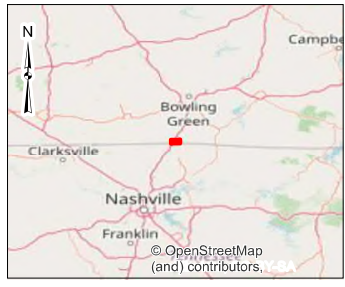 N
Campbe
Bowling
Green
Clarksville
Nashville
Franklin
© OpenStreetMap
(and) contributors,